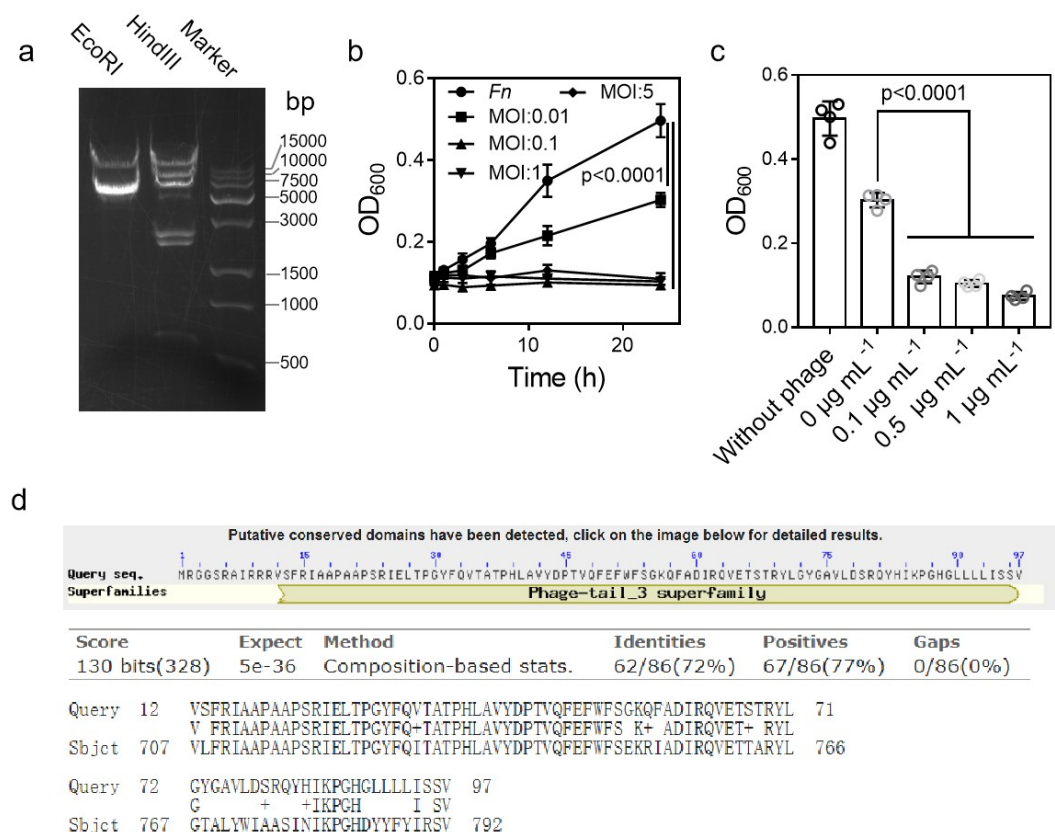 a
EcoRI
HindIII
Marker
bp
15000
10000
7500
5000
3000
1500
1000
500
b
0.6
0.4
0.2
0.0
OD600
Fn
MOI:5
MOI:0.01
MOI:0.1
MOI:1
p<0.0001
0
10
20
Time (h)
c
0.6
0.4
0.2
0.0
OD600
p<0.0001
Without phage
0 µg mL-1
0.1 µg mL-1
0.5 µg mL-1
1 µg mL-1
d
Putative conserved domains have been detected, click on the image below for detailed results.
1 15 30 45 60 75 90 97
Query seq. MRGGSRAIRRRVSFRIAAPAAPSRIELTPGYFQVTATPHLAVYDPTVQFEFWFSGKQFADIRQVETSTRYLGYGAVLDSRQYHIKPGHGLLLLISSV
Superfamilies Phage-tail_3 superfamily
Score Expect Method Identities Positives Gaps
130 bits(328) 5e-36 Composition-based stats. 62/86(72%) 67/86(77%) 0/86(0%)
Query 12 VSFRIAAPAAPSRIELTPGYFQVTATPHLAVYDPTVQFEFWFSGKQFADIRQVETSTRYL 71
V FRIAAPAAPSRIELTPGYFQ+TATPHLAVYDPTVQFEFWFS K+ ADIRQVET+ RYL
Sbjct 707 VLFRIAAPAAPSRIELTPGYFQITATPHLAVYDPTVQFEFWFSEKRIADIRQVETTARYL 766
Query 72 GYGAVLDSRQYHIKPGHGLLLLISSV 97
G + +IKPGH I SV
Sbjct 767 GTALYWIAASINIKPGHDYYFYIRSV 792